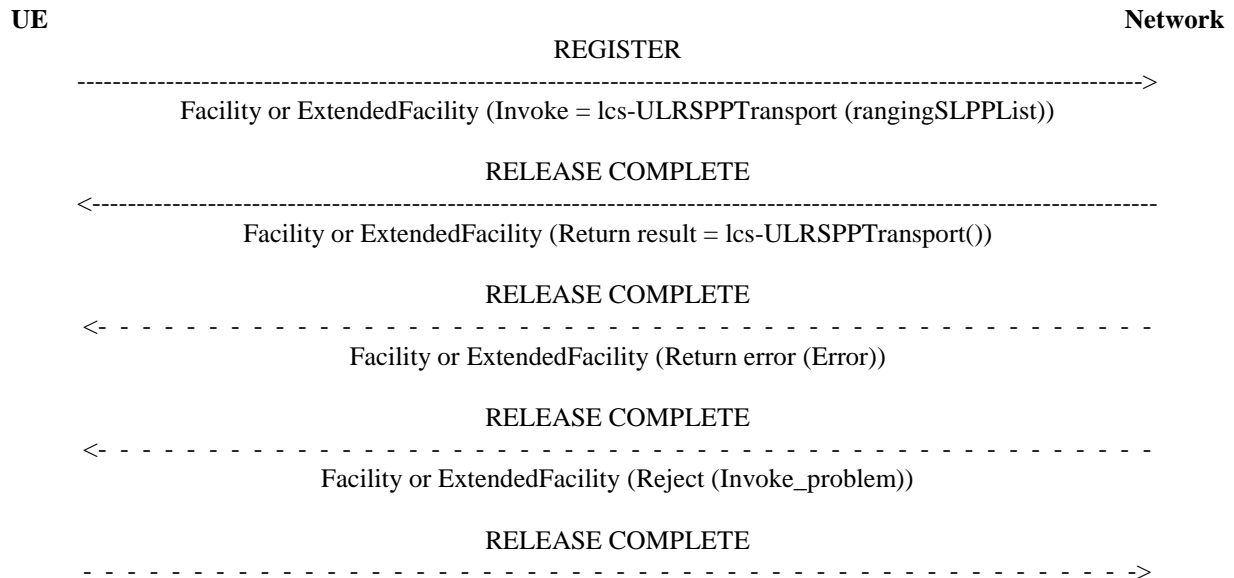 UE Network
REGISTER
------------------------------------------------------------------------------------------------------------------------>
Facility or ExtendedFacility (Invoke = lcs-ULRSPPTransport (rangingSLPPList))
RELEASE COMPLETE
<------------------------------------------------------------------------------------------------------------------------
Facility or ExtendedFacility (Return result = lcs-ULRSPPTransport())
RELEASE COMPLETE
<- - - - - - - - - - - - - - - - - - - - - - - - - - - - - - - - - - - - - - - - - - - - - - - -
Facility or ExtendedFacility (Return error (Error))
RELEASE COMPLETE
<- - - - - - - - - - - - - - - - - - - - - - - - - - - - - - - - - - - - - - - - - - - - - - - -
Facility or ExtendedFacility (Reject (Invoke_problem))
RELEASE COMPLETE
- - - - - - - - - - - - - - - - - - - - - - - - - - - - - - - - - - - - - - - - - - - - - - - ->